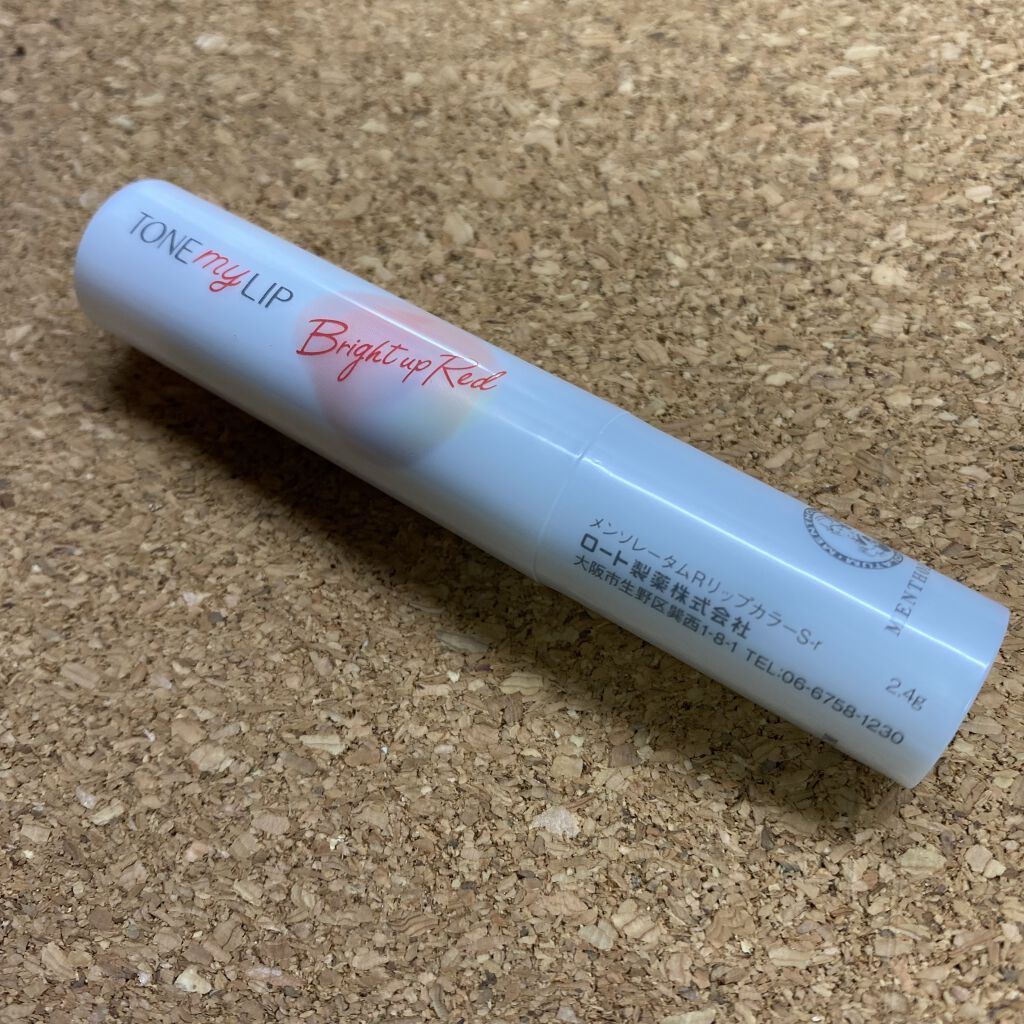 TONE my LIP
Bright up Red
メンソレータムRリップカラーS-r
ロート製薬株式会社
大阪市生野区巽西1-8-1 TEL:06-6758-1230
2.4g